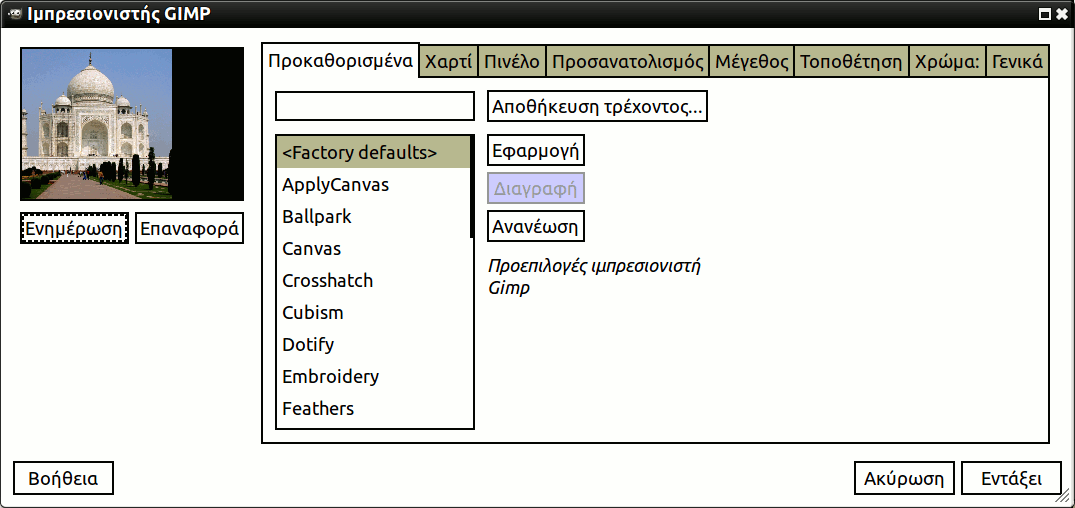 Ιμπρεσιονιστής GIMP
Προκαθορισμένα Χαρτί Πινέλο Προσανατολισμός Μέγεθος Τοποθέτηση Χρώμα: Γενικά
Αποθήκευση τρέχοντος...
<Factory defaults>
ApplyCanvas
Ballpark
Canvas
Crosshatch
Cubism
Dotify
Embroidery
Feathers
Εφαρμογή
Διαγραφή
Ανανέωση
Προεπιλογές ιμπρεσιονιστή
Gimp
Ενημέρωση Επαναφορά
Βοήθεια Ακύρωση Εντάξει